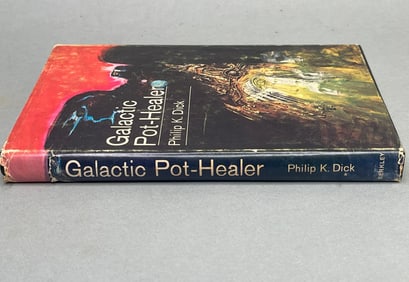 Galactic
Pot-Healer
Philip K. Dick
Galactic Pot-Healer Philip K. Dick BERKLEY